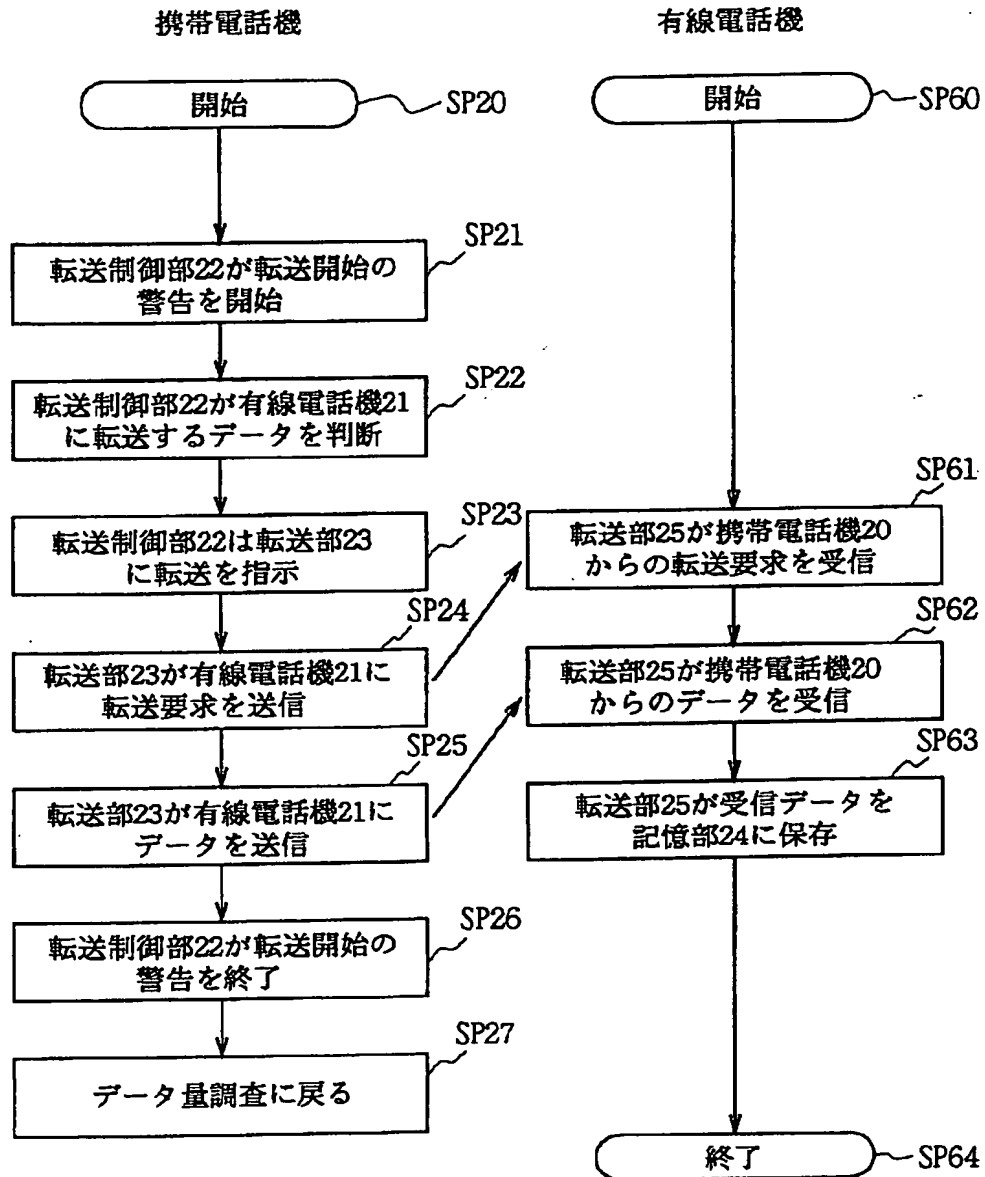 携帯電話機
有線電話機
開始
SP20
開始
SP60
SP21
転送制御部22が転送開始の
警告を開始
SP22
転送制御部22が有線電話機21
に転送するデータを判断
SP23
転送制御部22は転送部23
に転送を指示
SP61
転送部25が携帯電話機20
からの転送要求を受信
SP24
転送部23が有線電話機21に
転送要求を送信
SP62
転送部25が携帯電話機20
からのデータを受信
SP25
転送部23が有線電話機21に
データを送信
SP63
転送部25が受信データを
記憶部24に保存
SP26
転送制御部22が転送開始の
警告を終了
SP27
データ量調査に戻る
終了
SP64